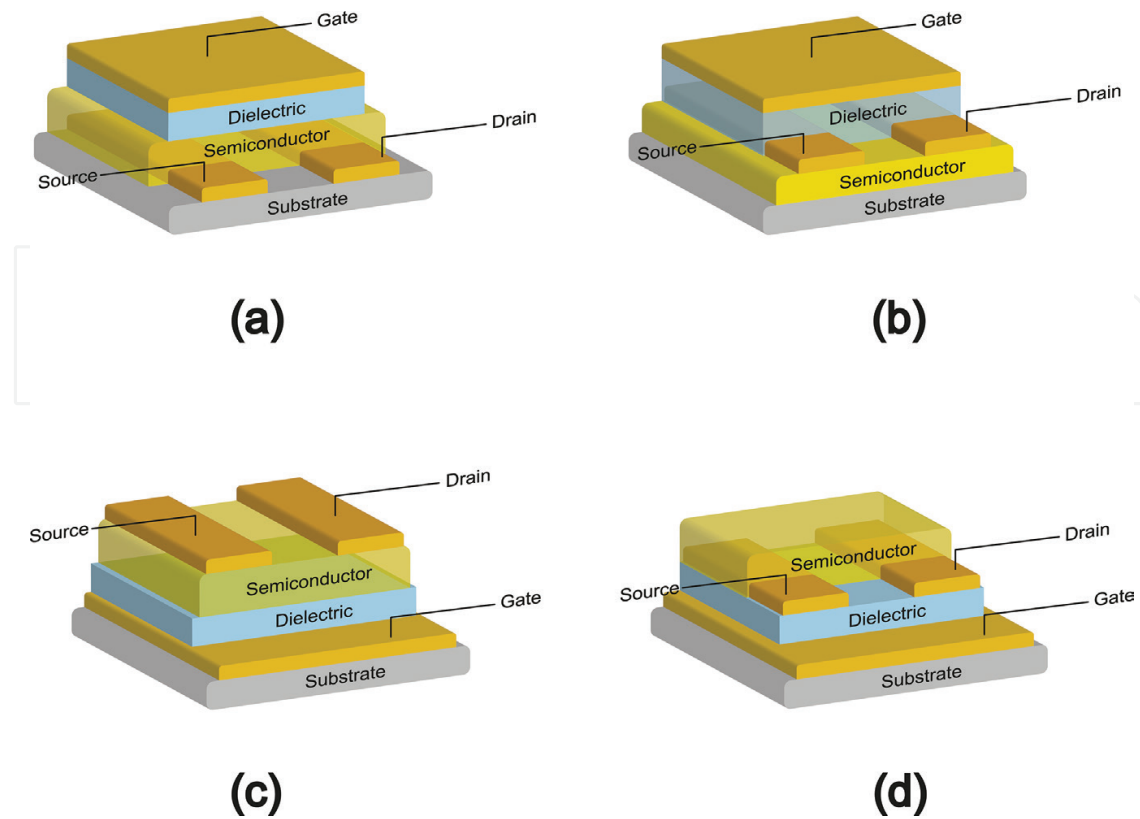 Gate
Dielectric
Drain
Semiconductor
Source
Substrate
(a)
Gate
Dielectric
Drain
Source
Semiconductor
Substrate
(b)
Drain
Source
Semiconductor
Gate
Dielectric
Substrate
(c)
Drain
Semiconductor
Source
Gate
Dielectric
Substrate
(d)